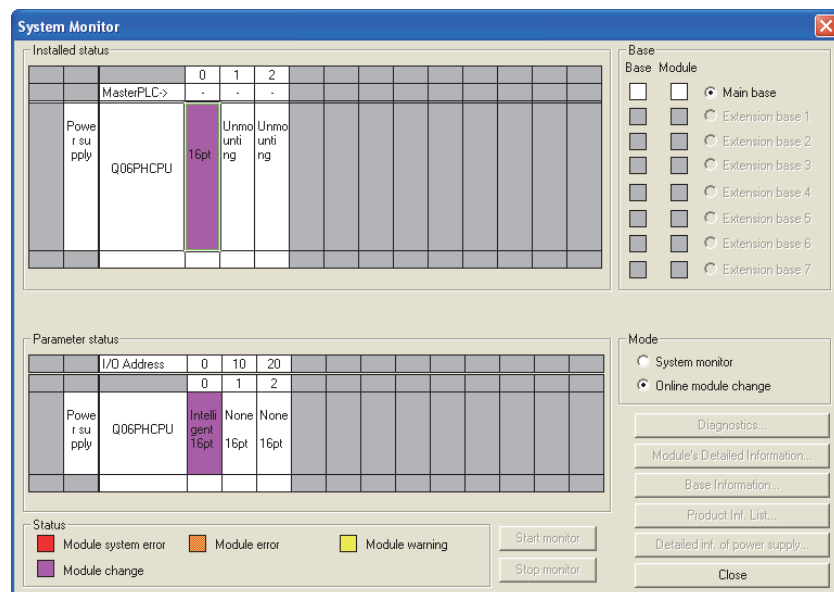 System Monitor
Installed status
0 1 2
MasterPLC-> - - -
Powe
r su
pply
Q06PHCPU
16pt
Unmo
unti
ng
Unmo
unti
ng
Base
Base Module
Main base
Extension base 1
Extension base 2
Extension base 3
Extension base 4
Extension base 5
Extension base 6
Extension base 7
Parameter status
I/O Address 0 10 20
0 1 2
Powe
r su
pply
Q06PHCPU
Intelli
gent
16pt
None
16pt
None
16pt
Mode
System monitor
Online module change
Diagnostics...
Module's Detailed Information...
Base Information...
Product Inf. List...
Detailed inf. of power supply...
Close
Status
Module system error Module error Module warning
Module change
Start monitor
Stop monitor